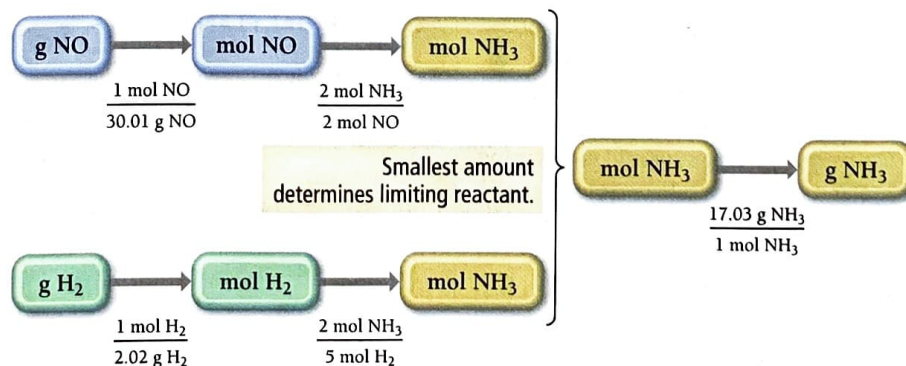 g NO
mol NO
mol NH₃
1 mol NO
30.01 g NO
2 mol NH₃
2 mol NO
Smallest amount
determines limiting reactant.
mol NH₃
g NH₃
17.03 g NH₃
1 mol NH₃
g H₂
mol H₂
mol NH₃
1 mol H₂
2.02 g H₂
2 mol NH₃
5 mol H₂